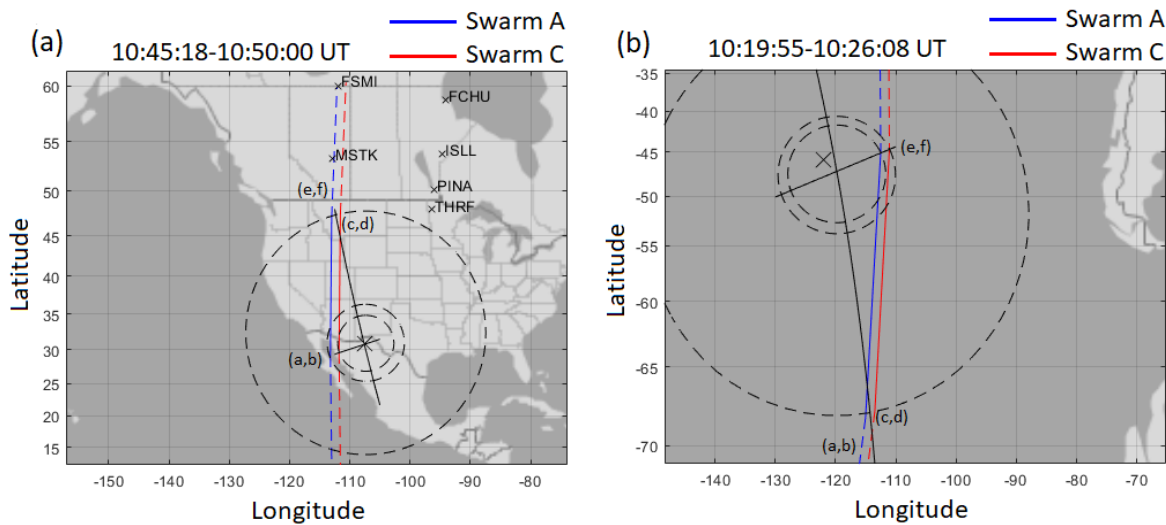 Swarm A
Swarm C
(a)
10:45:18-10:50:00 UT
Swarm A
Swarm C
(b)
10:19:55-10:26:08 UT
60
55
50
45
40
35
30
25
20
15
Latitude
FSMI
FCHU
MSTK
ISLL
(e,f)
PINA
THRF
(c,d)
(a,b)
-150
-140
-130
-120
-110
-100
-90
-80
Longitude
-35
-40
-45
-50
-55
-60
-65
-70
Latitude
(e,f)
(c,d)
(a,b)
-140
-130
-120
-110
-100
-90
-80
-70
Longitude